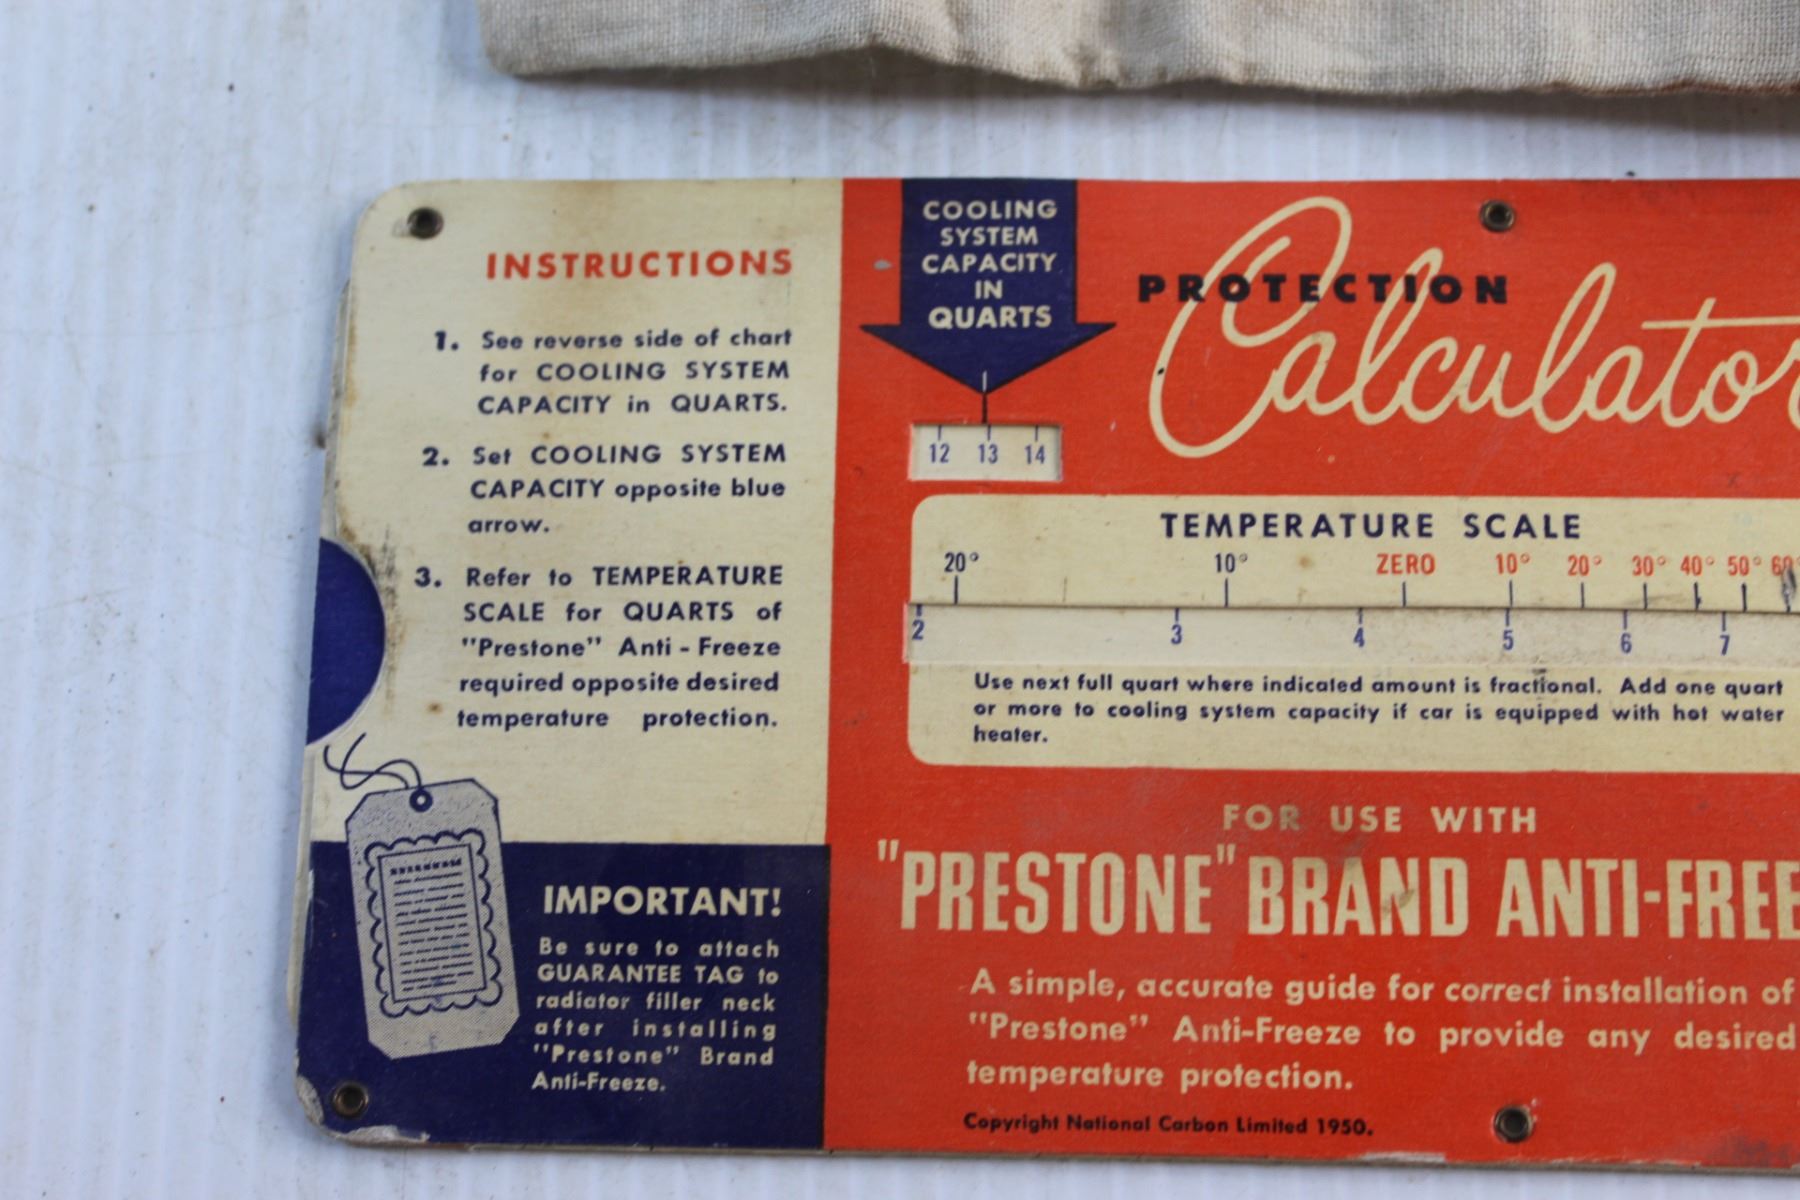 INSTRUCTIONS
1. See reverse side of chart
for COOLING SYSTEM
CAPACITY in QUARTS.
2. Set COOLING SYSTEM
CAPACITY opposite blue
arrow.
3. Refer to TEMPERATURE
SCALE for QUARTS of
"Prestone" Anti-Freeze
required opposite desired
temperature protection.
IMPORTANT!
Be sure to attach
GUARANTEE TAG to
radiator filler neck
after installing
"Prestone" Brand
Anti-Freeze.
COOLING
SYSTEM
CAPACITY
IN
QUARTS
12 13 14
PROTECTION
Calculator
TEMPERATURE SCALE
20° 10° ZERO 10° 20° 30° 40° 50° 60°
2 3 4 5 6 7
Use next full quart where indicated amount is fractional. Add one quart
or more to cooling system capacity if car is equipped with hot water
heater.
FOR USE WITH
"PRESTONE" BRAND ANTI-FREE
A simple, accurate guide for correct installation of
"Prestone" Anti-Freeze to provide any desired
temperature protection.
Copyright National Carbon Limited 1950.